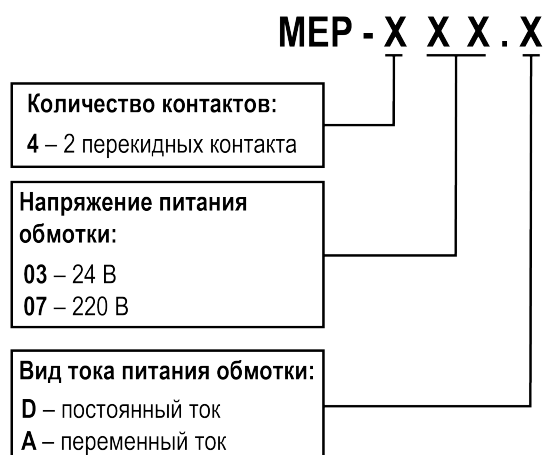 МЕР - X X X . X
Количество контактов:
4 – 2 перекидных контакта
Напряжение питания
обмотки:
03 – 24 В
07 – 220 В
Вид тока питания обмотки:
D – постоянный ток
A – переменный ток